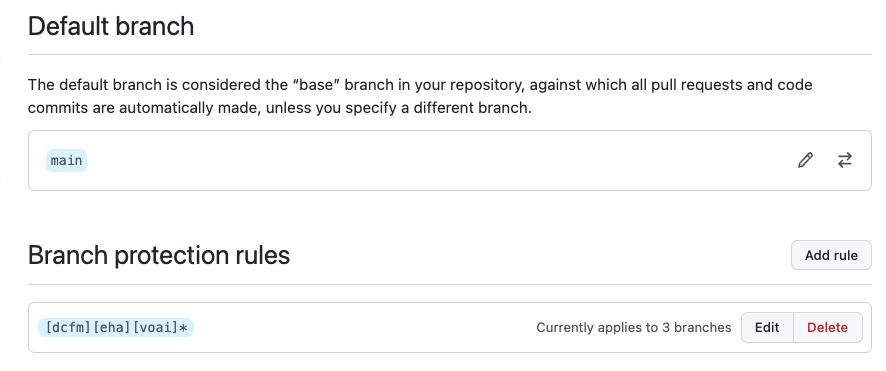 Default branch
The default branch is considered the “base” branch in your repository, against which all pull requests and code
commits are automatically made, unless you specify a different branch.
main
Branch protection rules
Add rule
[dcfm][eha][voai]*
Currently applies to 3 branches
Edit
Delete